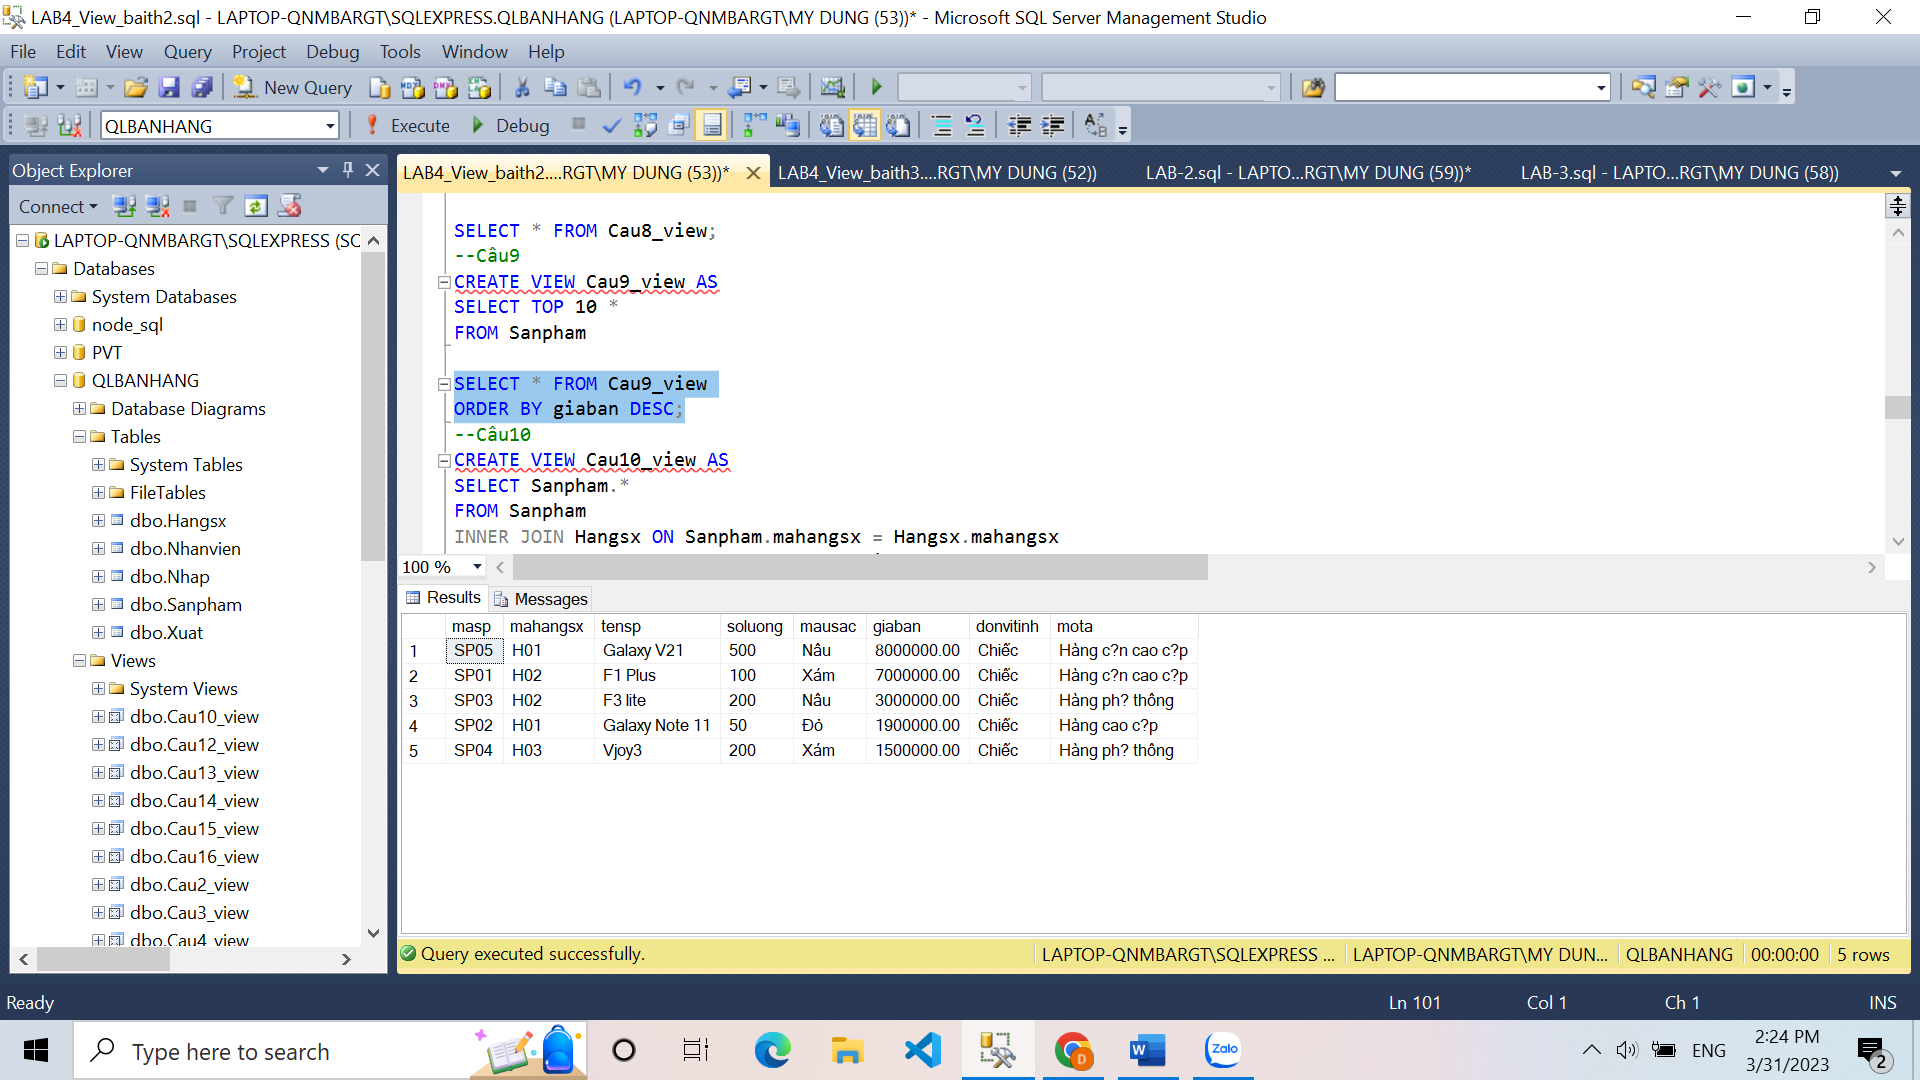 LAB4_View_baith2.sql - LAPTOP-QNMBARGT\SQLEXPRESS.QLBANHANG (LAPTOP-QNMBARGT\MY DUNG (53))* - Microsoft SQL Server Management Studio
File Edit View Query Project Debug Tools Window Help
New Query
QLBANHANG Execute Debug
Object Explorer
Connect
LAPTOP-QNMBARGT\SQLEXPRESS (SC
Databases
System Databases
node_sql
PVT
QLBANHANG
Database Diagrams
Tables
System Tables
FileTables
dbo.Hangsx
dbo.Nhanvien
dbo.Nhap
dbo.Sanpham
dbo.Xuat
Views
System Views
dbo.Cau10_view
dbo.Cau12_view
dbo.Cau13_view
dbo.Cau14_view
dbo.Cau15_view
dbo.Cau16_view
dbo.Cau2_view
dbo.Cau3_view
dbo.Cau4_view
LAB4_View_baith2....RGT\MY DUNG (53))* LAB4_View_baith3....RGT\MY DUNG (52)) LAB-2.sql - LAPTO...RGT\MY DUNG (59))* LAB-3.sql - LAPTO...RGT\MY DUNG (58))
SELECT * FROM Cau8_view;
--Câu9
CREATE VIEW Cau9_view AS
SELECT TOP 10 *
FROM Sanpham
SELECT * FROM Cau9_view
ORDER BY giaban DESC;
--Câu10
CREATE VIEW Cau10_view AS
SELECT Sanpham.*
FROM Sanpham
INNER JOIN Hangsx ON Sanpham.mahangsx = Hangsx.mahangsx
100 %
Results Messages
masp mahangsx tensp soluong mausac giaban donvitinh mota
1 SP05 H01 Galaxy V21 500 Nâu 8000000.00 Chiếc Hàng c?n cao c?p
2 SP01 H02 F1 Plus 100 Xám 7000000.00 Chiếc Hàng c?n cao c?p
3 SP03 H02 F3 lite 200 Nâu 3000000.00 Chiếc Hàng ph? thông
4 SP02 H01 Galaxy Note 11 50 Đỏ 1900000.00 Chiếc Hàng cao c?p
5 SP04 H03 Vjoy3 200 Xám 1500000.00 Chiếc Hàng ph? thông
Query executed successfully. LAPTOP-QNMBARGT\SQLEXPRESS ... LAPTOP-QNMBARGT\MY DUN... QLBANHANG 00:00:00 5 rows
Ready Ln 101 Col 1 Ch 1 INS
Type here to search
Zalo
ENG
2:24 PM
3/31/2023
2